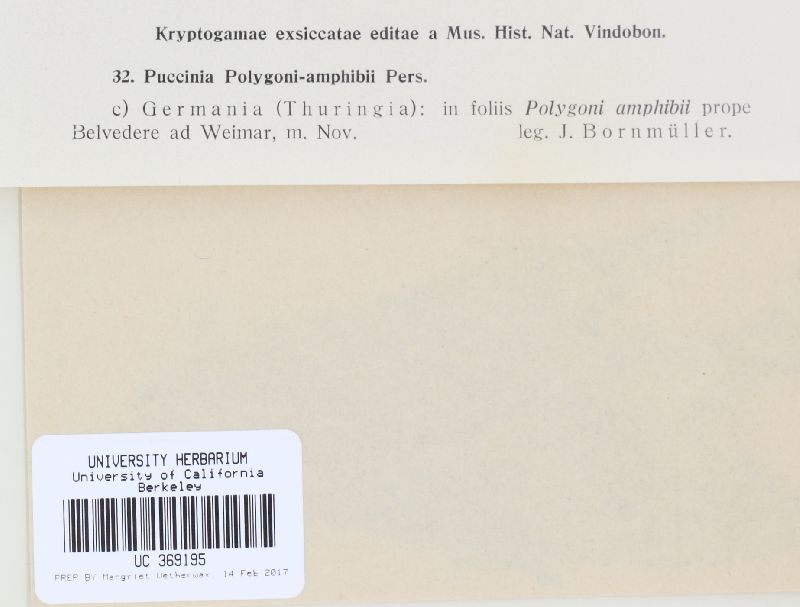 Kryptogamae exsiccatae editae a Mus. Hist. Nat. Vindobon.
32. Puccinia Polygoni-amphibii Pers.
c) Germania (Thuringia): in foliis Polygoni amphibii prope
Belvedere ad Weimar, m. Nov. leg. J. Bornmüller.
UNIVERSITY HERBARIUM
University of California
Berkeley
UC 369195
PREP BY Margriet Wetherwax, 14 Feb 2017